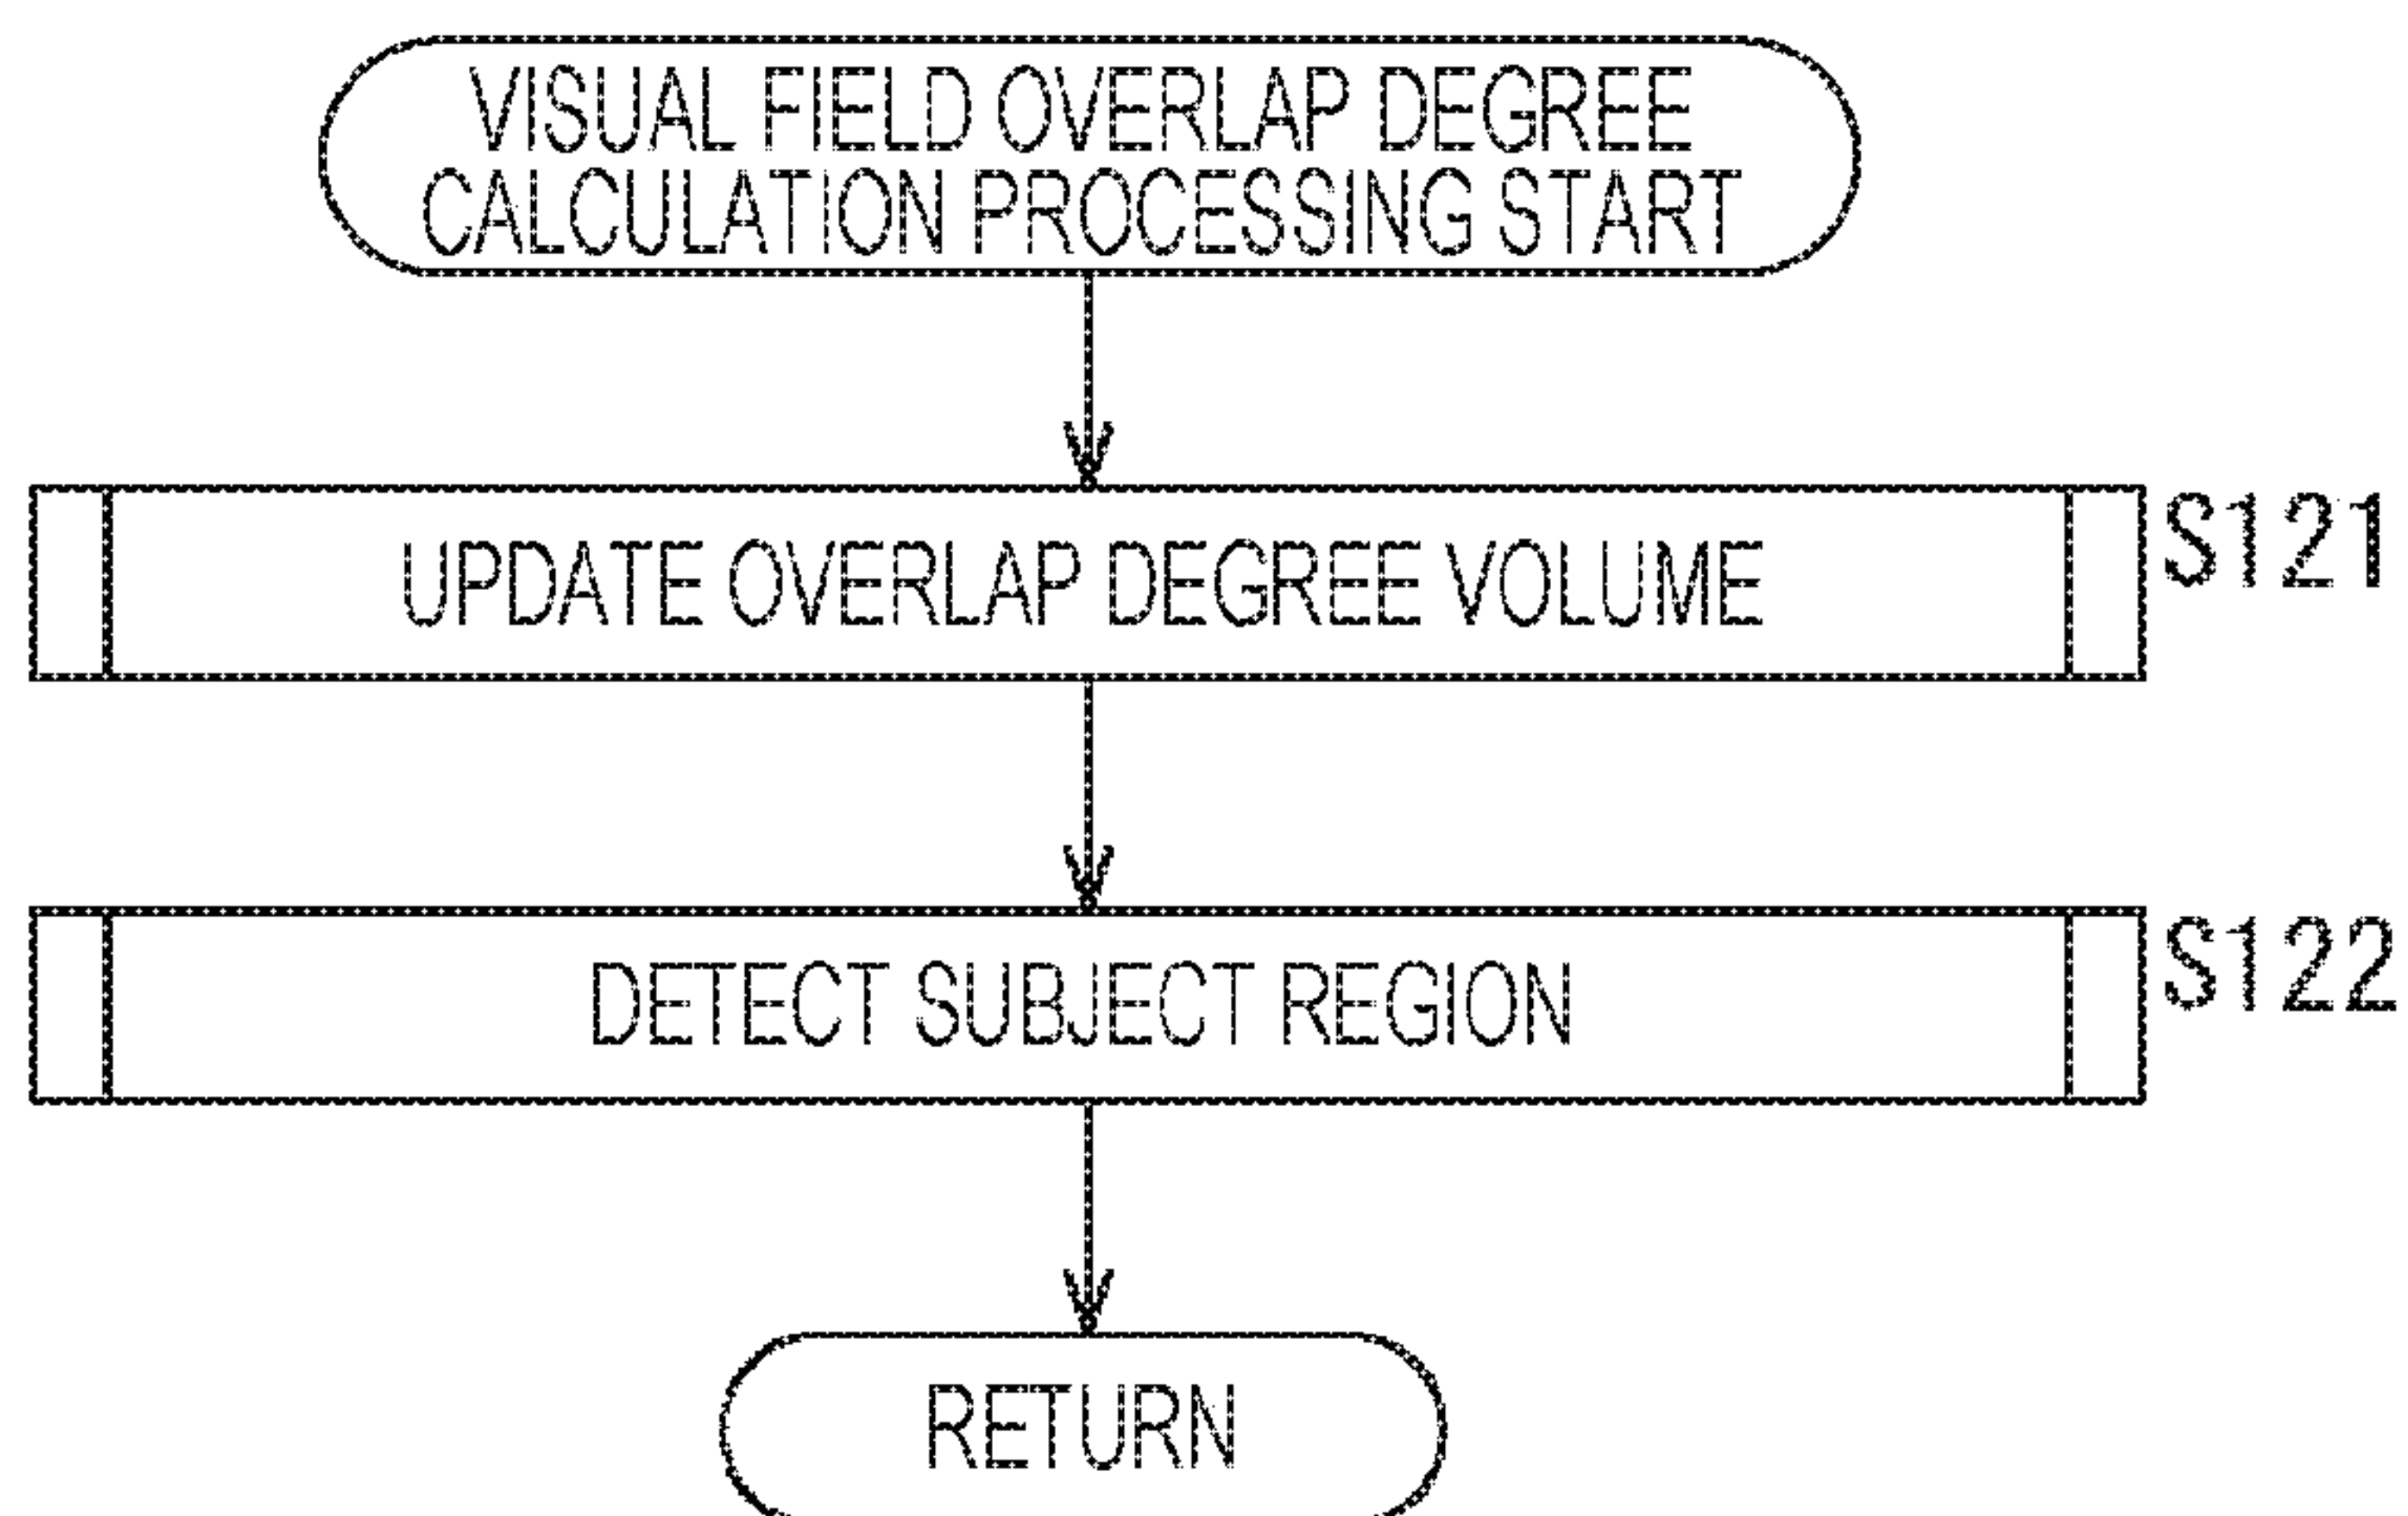 VISUAL FIELD OVERLAP DEGREE
CALCULATION PROCESSING START
UPDATE OVERLAP DEGREE VOLUME
S121
DETECT SUBJECT REGION
S122
RETURN